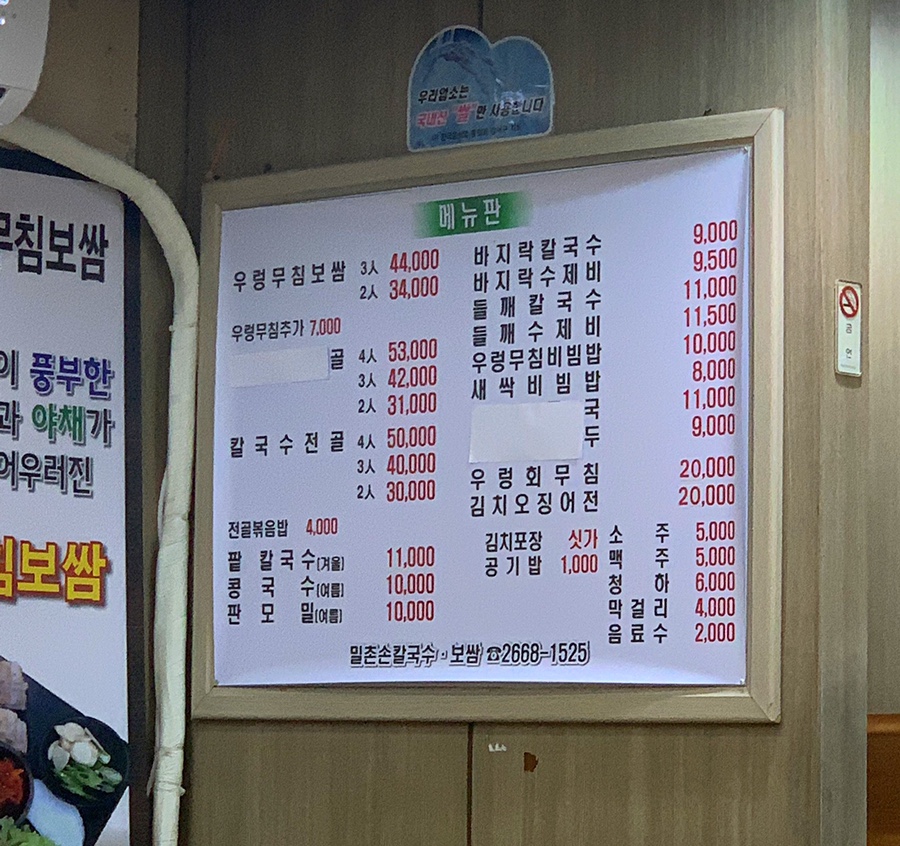 우리업소는
국내산 "쌀"만 사용합니다
메뉴판
우렁무침보쌈 3人 44,000
2人 34,000
우렁무침추가 7,000
골 4人 53,000
3人 42,000
2人 31,000
칼국수전골 4人 50,000
3人 40,000
2人 30,000
전골볶음밥 4,000
팥칼국수(겨울) 11,000
콩국수(여름) 10,000
판모밀(여름) 10,000
바지락칼국수 9,000
바지락수제비 9,500
들깨칼국수 11,000
들깨수제비 11,500
우렁무침비빔밥 10,000
새싹비빔밥 8,000
국 11,000
두 9,000
우렁회무침 20,000
김치오징어전 20,000
김치포장 싯가
공기밥 1,000
소주 5,000
맥주 5,000
청하 6,000
막걸리 4,000
음료수 2,000
밀촌손칼국수·보쌈 ☎2668-1525
무침보쌈
이 풍부한
과 야채가
어우러진
침보쌈
금연